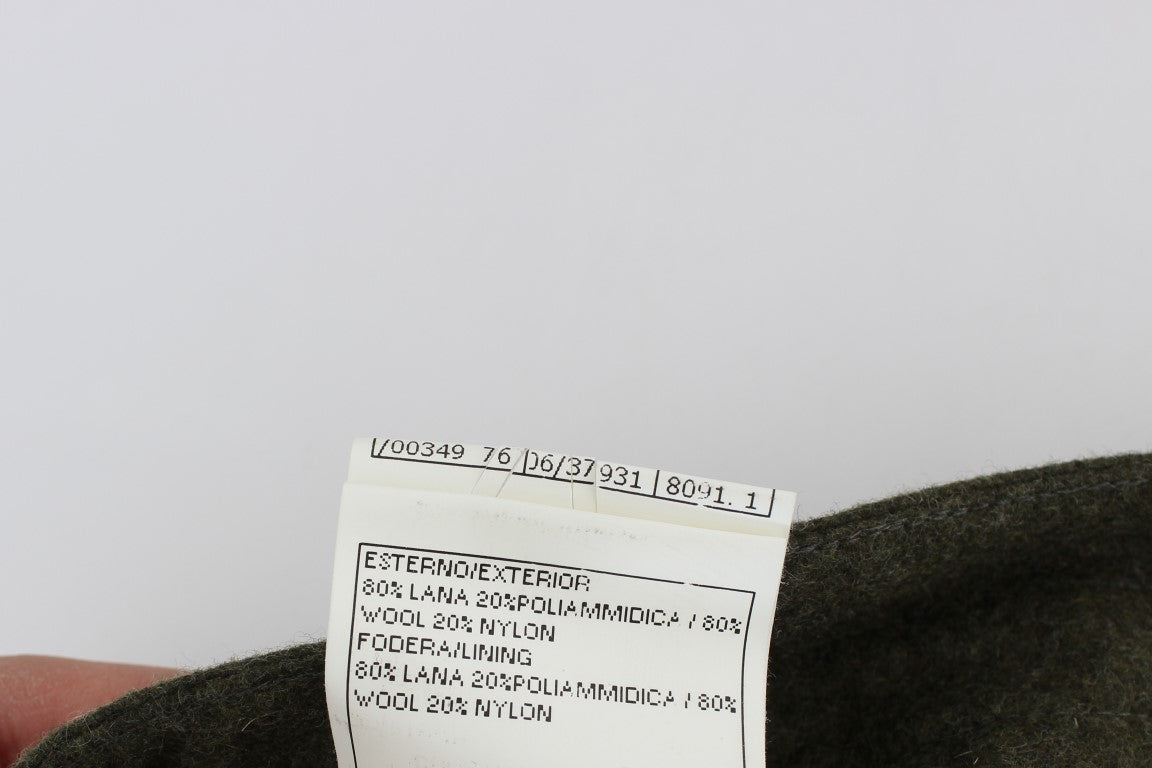 /00349 76 06/37931 8091. 1
ESTERNO/EXTERIOR
80% LANA 20%POLIAMMIDICA / 80%
WOOL 20% NYLON
FODERA/LINING
80% LANA 20%POLIAMMIDICA / 80%
WOOL 20% NYLON